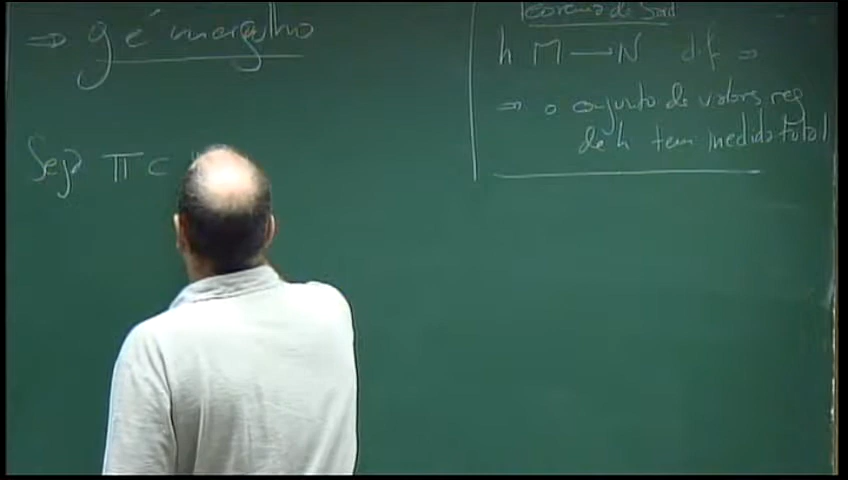 ⇒ g é mergulho
Seja π ⊂
Teorema de Sard
h M → N dif ⇒
⇒ o conjunto de valores reg
de h tem medida total